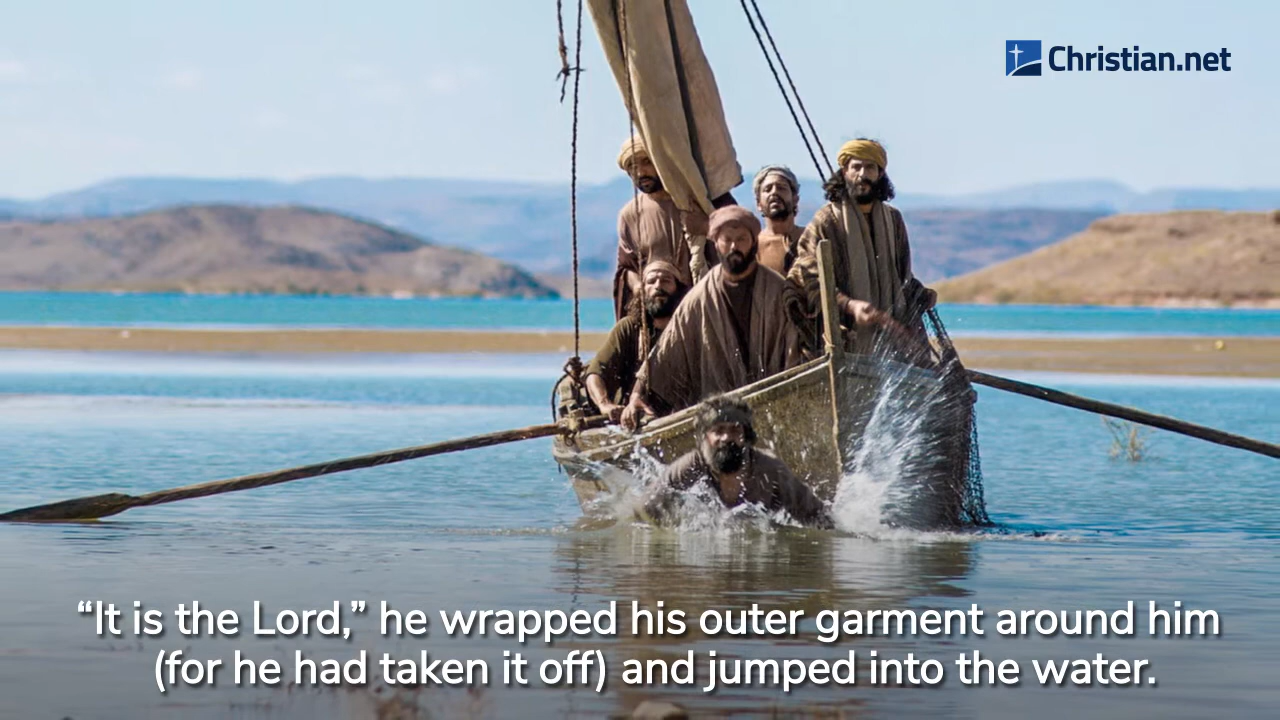 Christian.net
“It is the Lord,” he wrapped his outer garment around him
(for he had taken it off) and jumped into the water.